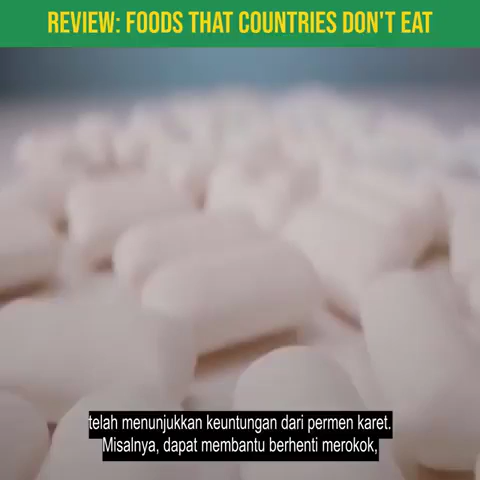 REVIEW: FOODS THAT COUNTRIES DON'T EAT
telah menunjukkan keuntungan dari permen karet.
Misalnya, dapat membantu berhenti merokok,